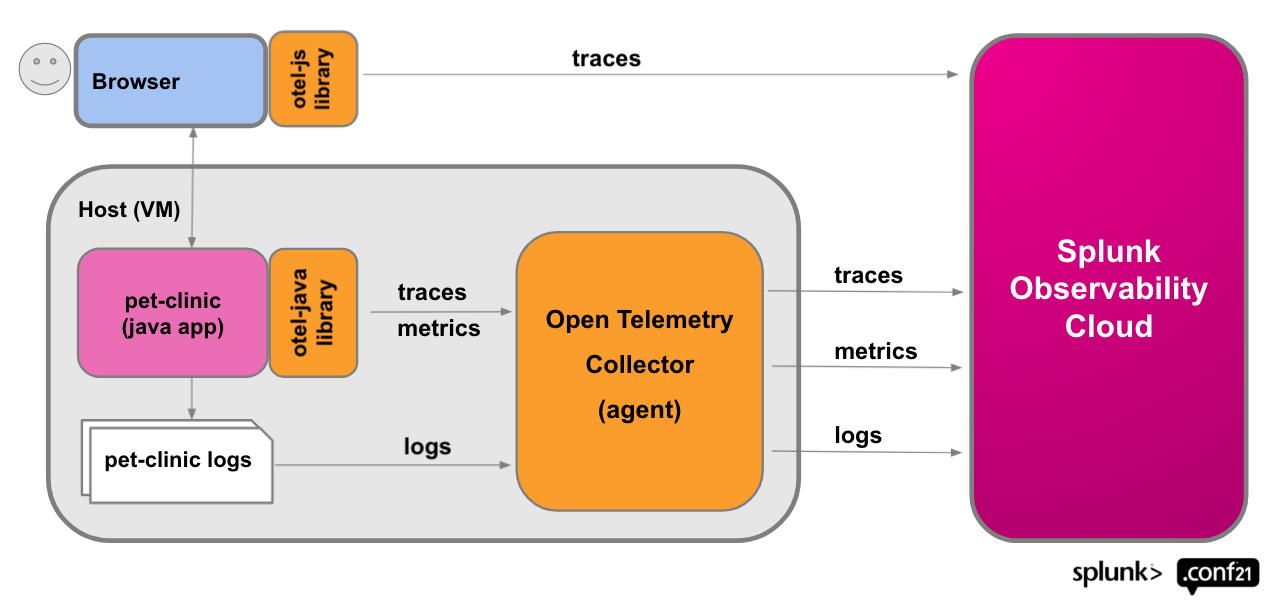 traces
Browser
otel-js
library
Host (VM)
pet-clinic
(java app)
otel-java
library
traces
metrics
pet-clinic logs
logs
Open Telemetry
Collector
(agent)
traces
metrics
logs
Splunk
Observability
Cloud
splunk>
.conf21